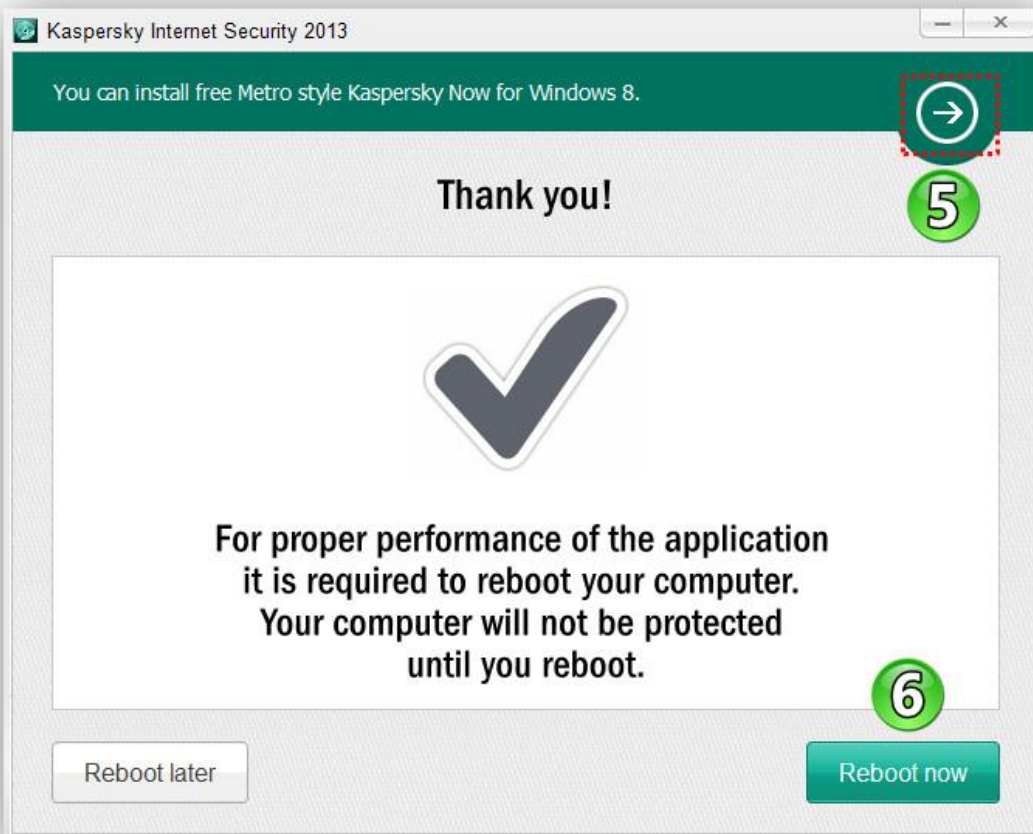 Kaspersky Internet Security 2013
You can install free Metro style Kaspersky Now for Windows 8.
5
Thank you!
For proper performance of the application
it is required to reboot your computer.
Your computer will not be protected
until you reboot.
6
Reboot later
Reboot now